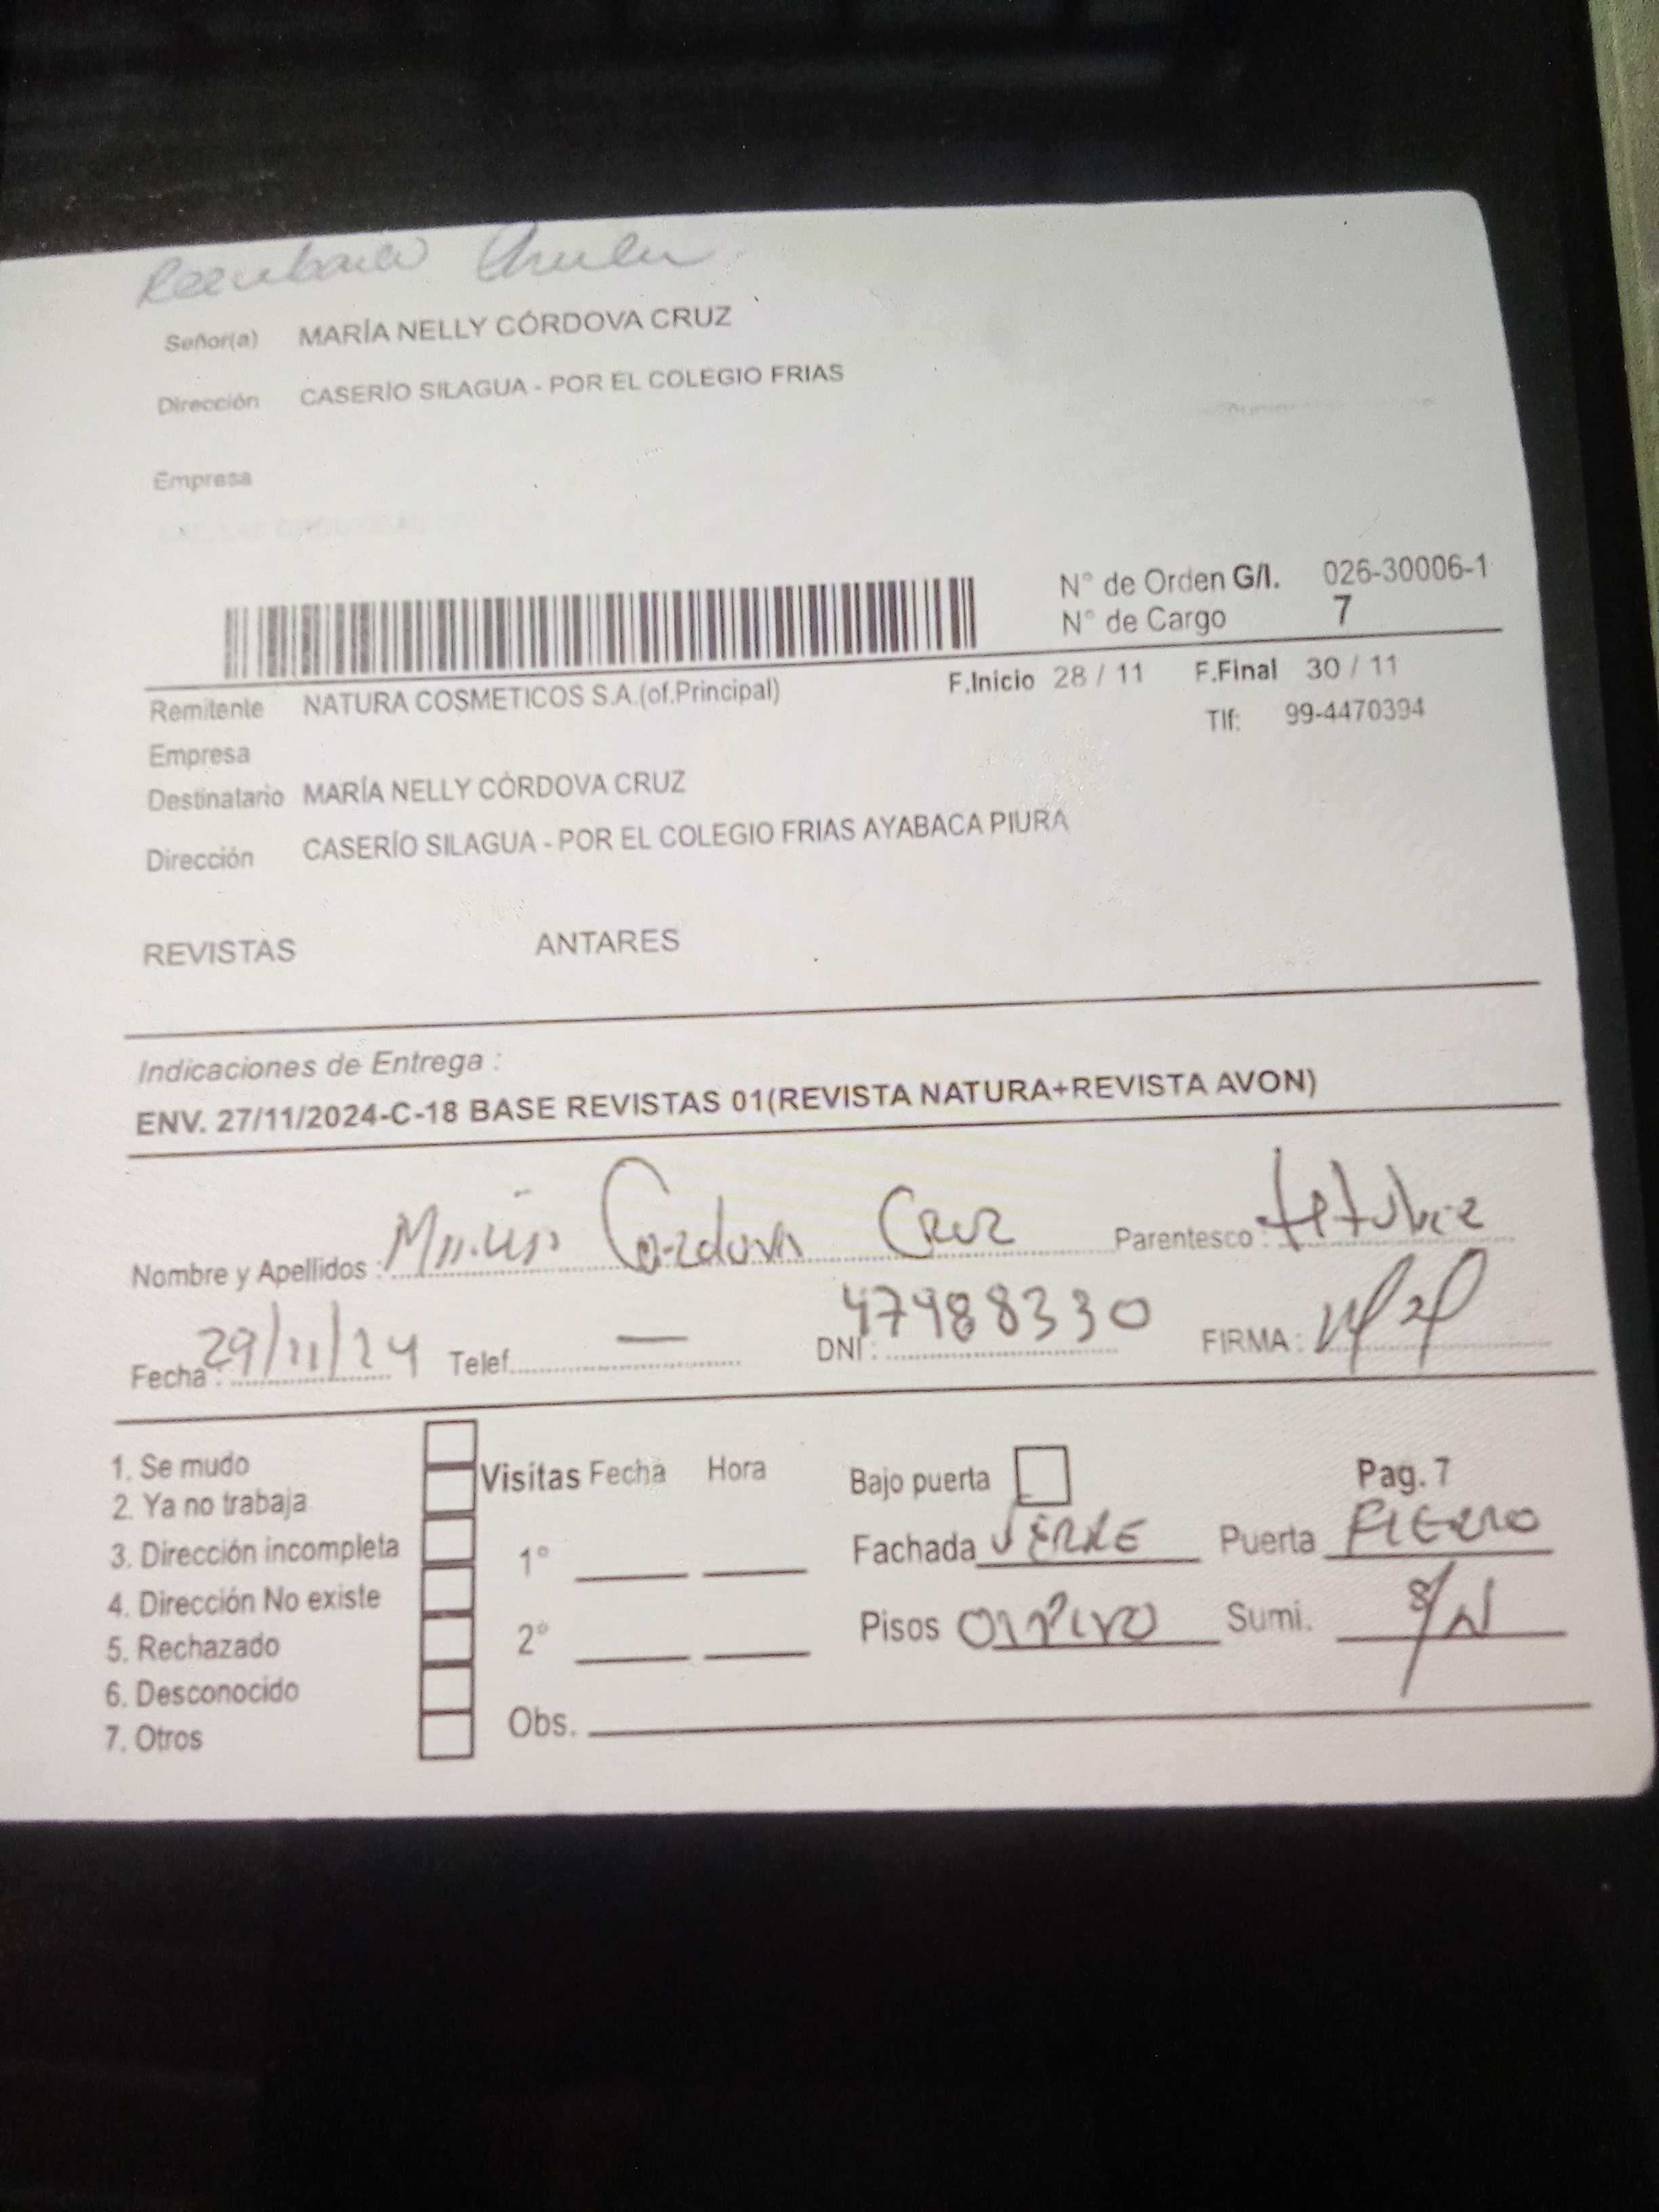 Señor(a) MARÍA NELLY CÓRDOVA CRUZ
Dirección CASERÍO SILAGUA - POR EL COLEGIO FRIAS
Empresa
N° de Orden G/I. 026-30006-1
N° de Cargo 7
F.Inicio 28 / 11 F.Final 30 / 11
Remitente NATURA COSMETICOS S.A.(of.Principal)
Tlf: 99-4470394
Empresa
Destinatario MARÍA NELLY CÓRDOVA CRUZ
Dirección CASERÍO SILAGUA - POR EL COLEGIO FRIAS AYABACA PIURA
REVISTAS ANTARES
Indicaciones de Entrega :
ENV. 27/11/2024-C-18 BASE REVISTAS 01(REVISTA NATURA+REVISTA AVON)
Nombre y Apellidos : Cordova Cruz Parentesco :
Fecha : 29/11/24 Telef. — DNI : 47988330 FIRMA :
1. Se mudo
2. Ya no trabaja
3. Dirección incompleta
4. Dirección No existe
5. Rechazado
6. Desconocido
7. Otros
Visitas Fecha Hora
1°
2°
Obs.
Bajo puerta Pag. 7
Fachada Puerta FIERRO
Pisos 01 PISO Sumi. S/N